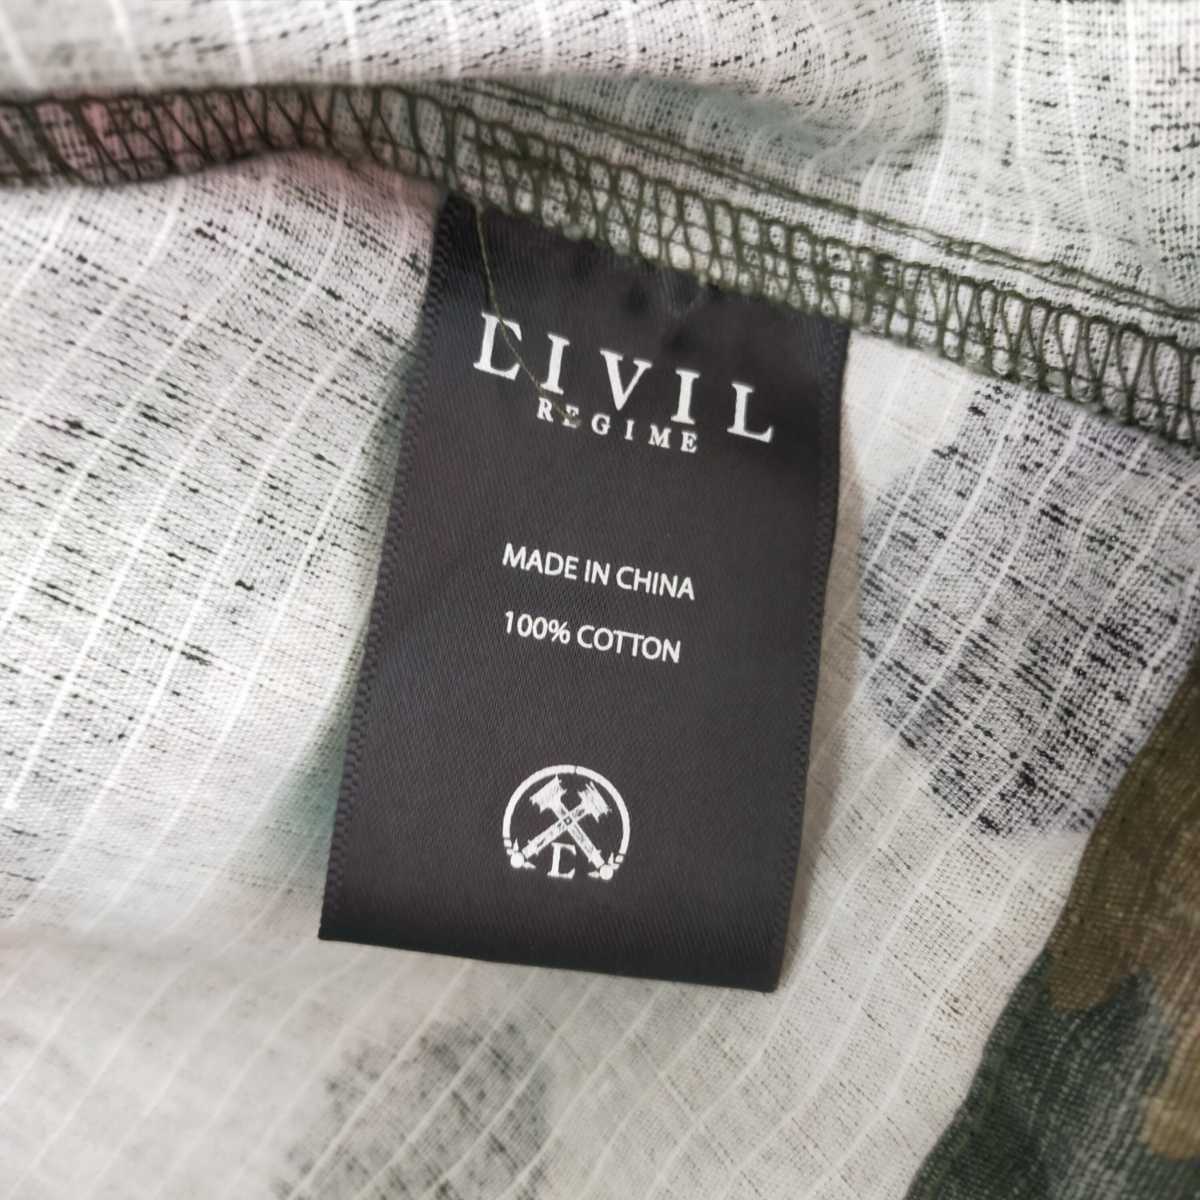 CIVIL
REGIME
MADE IN CHINA
100% COTTON
C